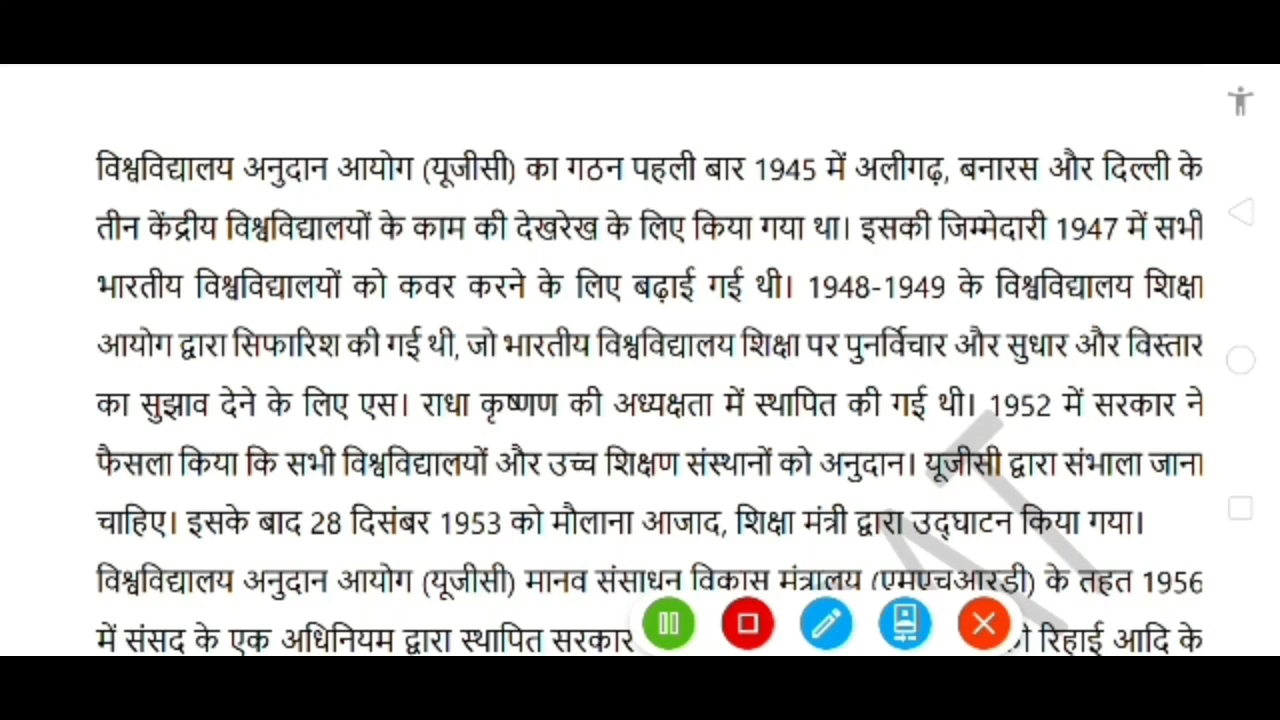 विश्वविद्यालय अनुदान आयोग (यूजीसी) का गठन पहली बार 1945 में अलीगढ़, बनारस और दिल्ली के
तीन केंद्रीय विश्वविद्यालयों के काम की देखरेख के लिए किया गया था। इसकी जिम्मेदारी 1947 में सभी
भारतीय विश्वविद्यालयों को कवर करने के लिए बढ़ाई गई थी। 1948-1949 के विश्वविद्यालय शिक्षा
आयोग द्वारा सिफारिश की गई थी, जो भारतीय विश्वविद्यालय शिक्षा पर पुनर्विचार और सुधार और विस्तार
का सुझाव देने के लिए एस। राधा कृष्णण की अध्यक्षता में स्थापित की गई थी। 1952 में सरकार ने
फैसला किया कि सभी विश्वविद्यालयों और उच्च शिक्षण संस्थानों को अनुदान। यूजीसी द्वारा संभाला जाना
चाहिए। इसके बाद 28 दिसंबर 1953 को मौलाना आजाद, शिक्षा मंत्री द्वारा उद्घाटन किया गया।
विश्वविद्यालय अनुदान आयोग (यूजीसी) मानव संसाधन विकास मंत्रालय (एमएचआरडी) के तहत 1956
में संसद के एक अधिनियम द्वारा स्थापित सरकार रिहाई आदि के